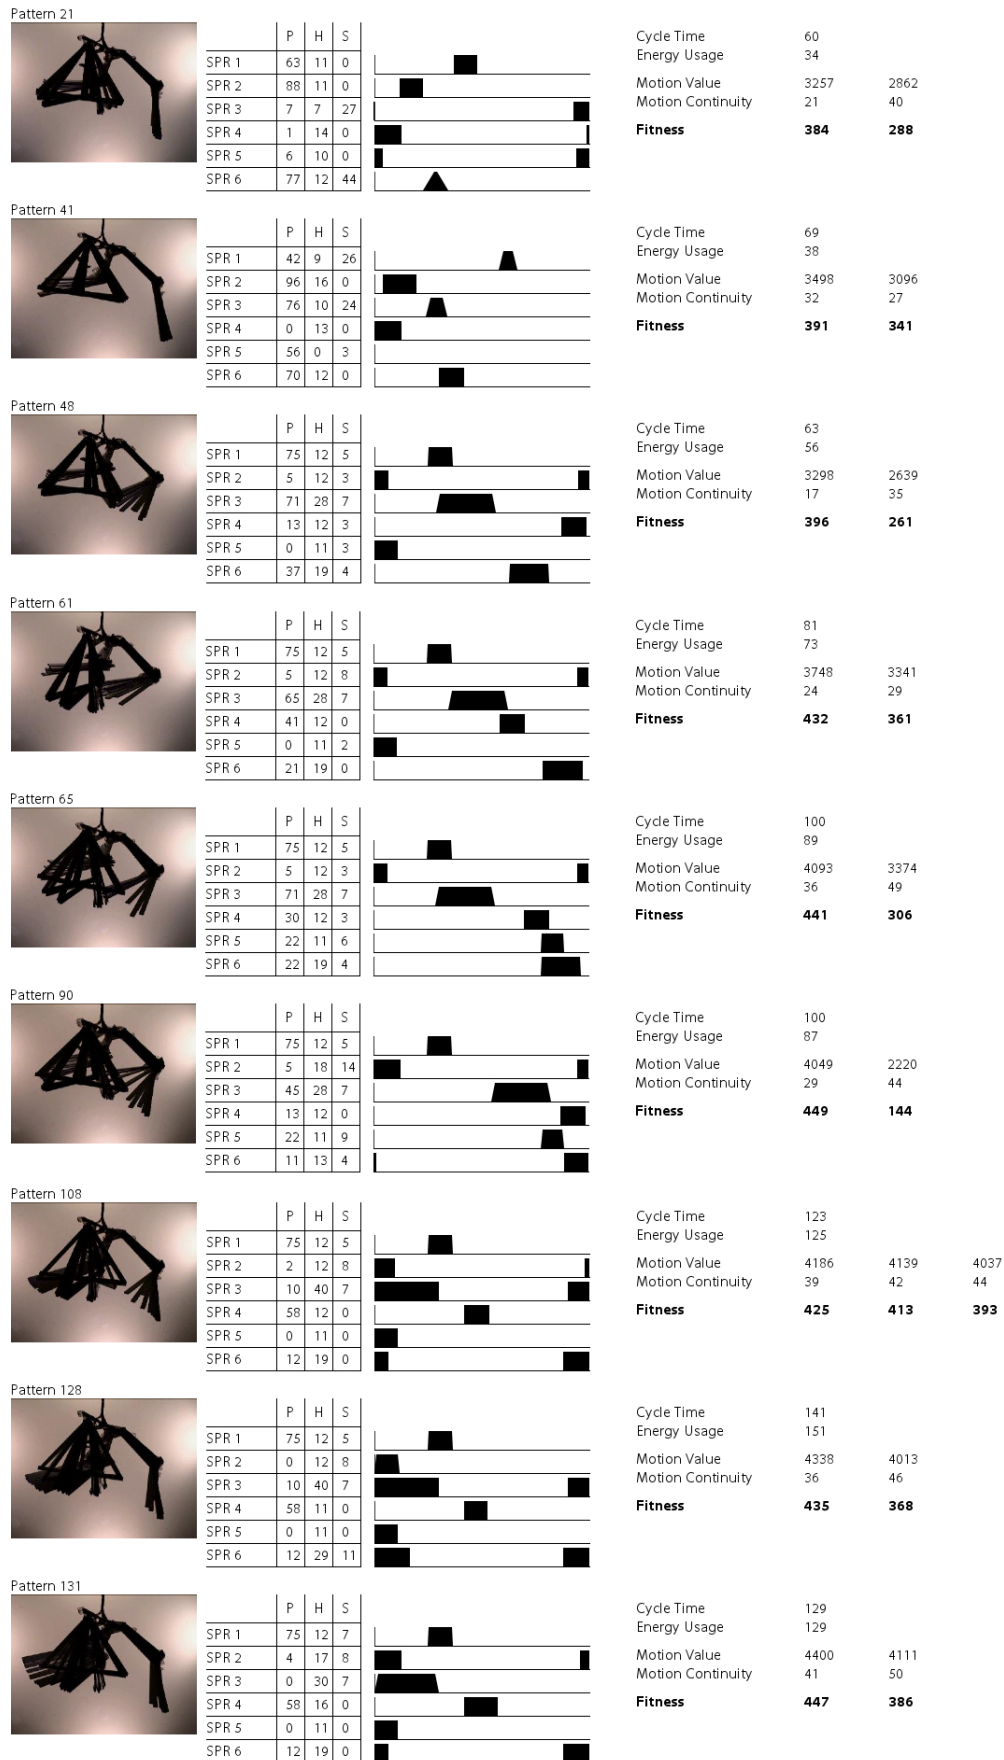 Pattern 21
P H S
SPR 1 63 11 0
SPR 2 88 11 0
SPR 3 7 7 27
SPR 4 1 14 0
SPR 5 6 10 0
SPR 6 77 12 44
Cycle Time 60
Energy Usage 34
Motion Value 3257 2862
Motion Continuity 21 40
Fitness 384 288
Pattern 41
P H S
SPR 1 42 9 26
SPR 2 96 16 0
SPR 3 76 10 24
SPR 4 0 13 0
SPR 5 56 0 3
SPR 6 70 12 0
Cycle Time 69
Energy Usage 38
Motion Value 3498 3096
Motion Continuity 32 27
Fitness 391 341
Pattern 48
P H S
SPR 1 75 12 5
SPR 2 5 12 3
SPR 3 71 28 7
SPR 4 13 12 3
SPR 5 0 11 3
SPR 6 37 19 4
Cycle Time 63
Energy Usage 56
Motion Value 3298 2639
Motion Continuity 17 35
Fitness 396 261
Pattern 61
P H S
SPR 1 75 12 5
SPR 2 5 12 8
SPR 3 65 28 7
SPR 4 41 12 0
SPR 5 0 11 2
SPR 6 21 19 0
Cycle Time 81
Energy Usage 73
Motion Value 3748 3341
Motion Continuity 24 29
Fitness 432 361
Pattern 65
P H S
SPR 1 75 12 5
SPR 2 5 12 3
SPR 3 71 28 7
SPR 4 30 12 3
SPR 5 22 11 6
SPR 6 22 19 4
Cycle Time 100
Energy Usage 89
Motion Value 4093 3374
Motion Continuity 36 49
Fitness 441 306
Pattern 90
P H S
SPR 1 75 12 5
SPR 2 5 18 14
SPR 3 45 28 7
SPR 4 13 12 0
SPR 5 22 11 9
SPR 6 11 13 4
Cycle Time 100
Energy Usage 87
Motion Value 4049 2220
Motion Continuity 29 44
Fitness 449 144
Pattern 108
P H S
SPR 1 75 12 5
SPR 2 2 12 8
SPR 3 10 40 7
SPR 4 58 12 0
SPR 5 0 11 0
SPR 6 12 19 0
Cycle Time 123
Energy Usage 125
Motion Value 4186 4139 4037
Motion Continuity 39 42 44
Fitness 425 413 393
Pattern 128
P H S
SPR 1 75 12 5
SPR 2 0 12 8
SPR 3 10 40 7
SPR 4 58 11 0
SPR 5 0 11 0
SPR 6 12 29 11
Cycle Time 141
Energy Usage 151
Motion Value 4338 4013
Motion Continuity 36 46
Fitness 435 368
Pattern 131
P H S
SPR 1 75 12 7
SPR 2 4 17 8
SPR 3 0 30 7
SPR 4 58 16 0
SPR 5 0 11 0
SPR 6 12 19 0
Cycle Time 129
Energy Usage 129
Motion Value 4400 4111
Motion Continuity 41 50
Fitness 447 386